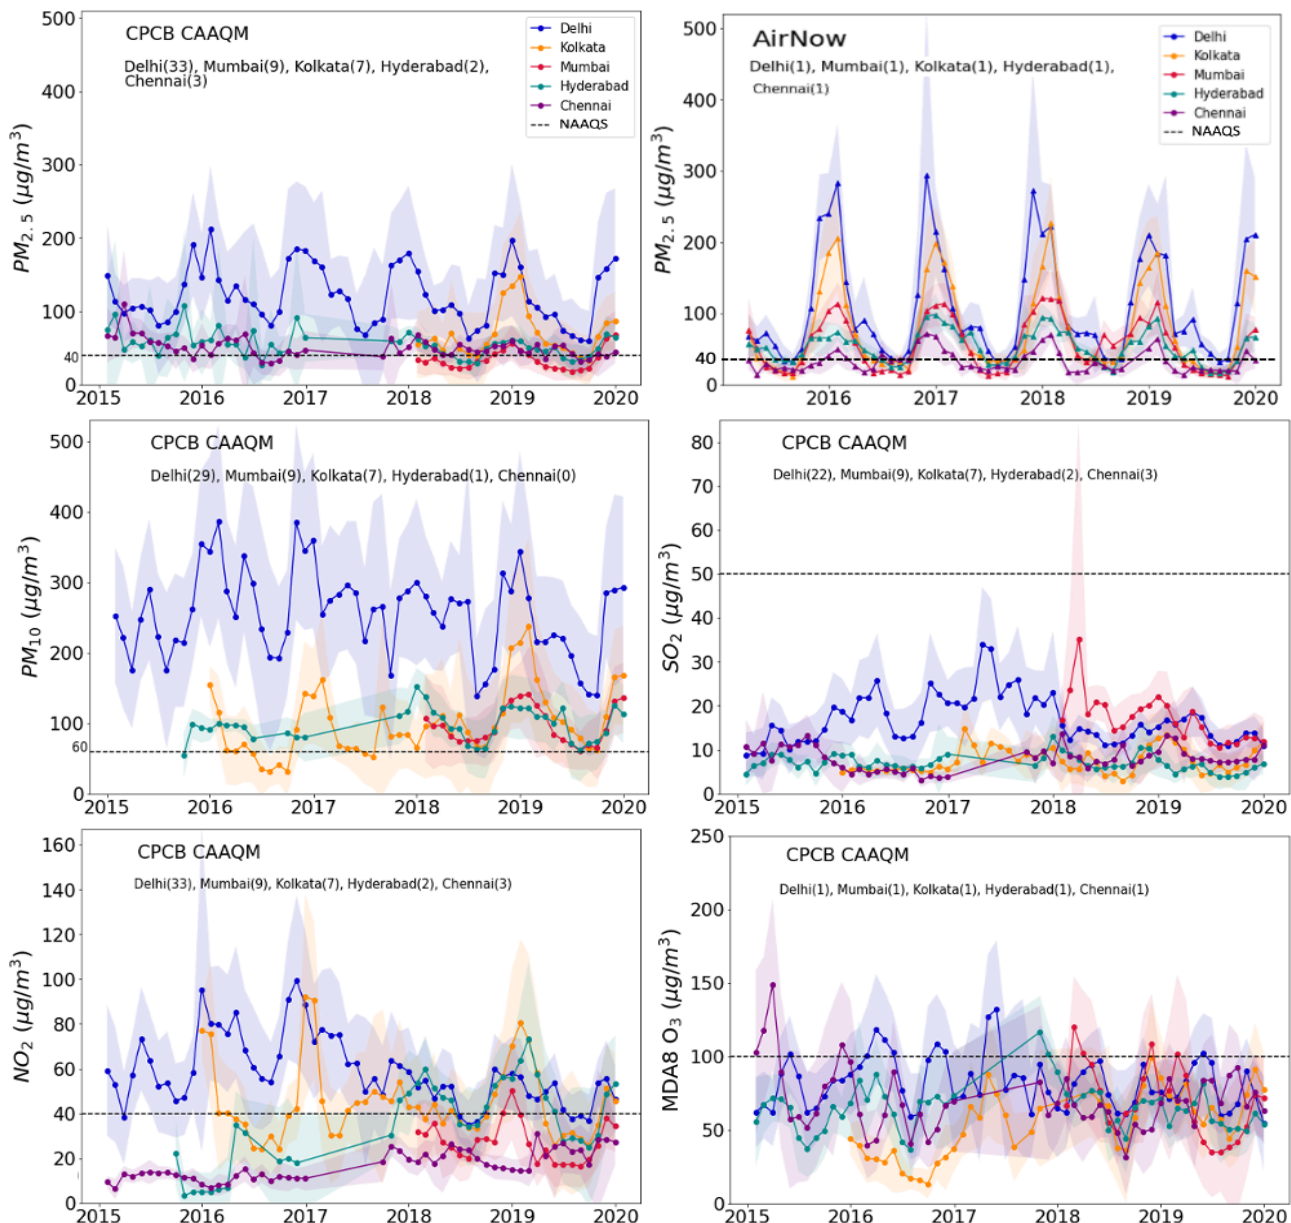 CPCB CAAQM
Delhi(33), Mumbai(9), Kolkata(7), Hyderabad(2),
Chennai(3)
Delhi
Kolkata
Mumbai
Hyderabad
Chennai
NAAQS
PM2.5 (μg/m³)
500
400
300
200
100
40
0
2015 2016 2017 2018 2019 2020
AirNow
Delhi(1), Mumbai(1), Kolkata(1), Hyderabad(1),
Chennai(1)
Delhi
Kolkata
Mumbai
Hyderabad
Chennai
NAAQS
PM2.5 (μg/m³)
500
400
300
200
100
40
0
2016 2017 2018 2019 2020
CPCB CAAQM
Delhi(29), Mumbai(9), Kolkata(7), Hyderabad(1), Chennai(0)
PM10 (μg/m³)
500
400
300
200
100
60
0
2015 2016 2017 2018 2019 2020
CPCB CAAQM
Delhi(22), Mumbai(9), Kolkata(7), Hyderabad(2), Chennai(3)
SO2 (μg/m³)
80
70
60
50
40
30
20
10
0
2015 2016 2017 2018 2019 2020
CPCB CAAQM
Delhi(33), Mumbai(9), Kolkata(7), Hyderabad(2), Chennai(3)
NO2 (μg/m³)
160
140
120
100
80
60
40
20
0
2015 2016 2017 2018 2019 2020
CPCB CAAQM
Delhi(1), Mumbai(1), Kolkata(1), Hyderabad(1), Chennai(1)
MDA8 O3 (μg/m³)
250
200
150
100
50
0
2015 2016 2017 2018 2019 2020